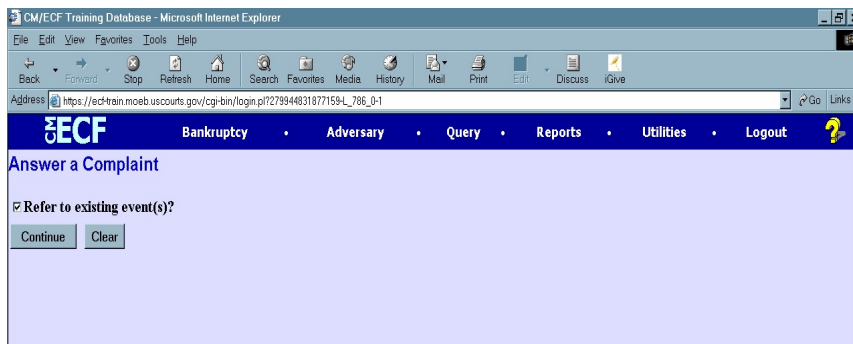 CM/ECF Training Database - Microsoft Internet Explorer
File Edit View Favorites Tools Help
Back Forward Stop Refresh Home Search Favorites Media History Mail Print Edit Discuss iGive
Address https://ecf-train.moeb.uscourts.gov/cgi-bin/login.pl?279944831877159-L_786_0-1 Go Links
CM ECF Bankruptcy • Adversary • Query • Reports • Utilities • Logout ?
Answer a Complaint
Refer to existing event(s)?
Continue Clear